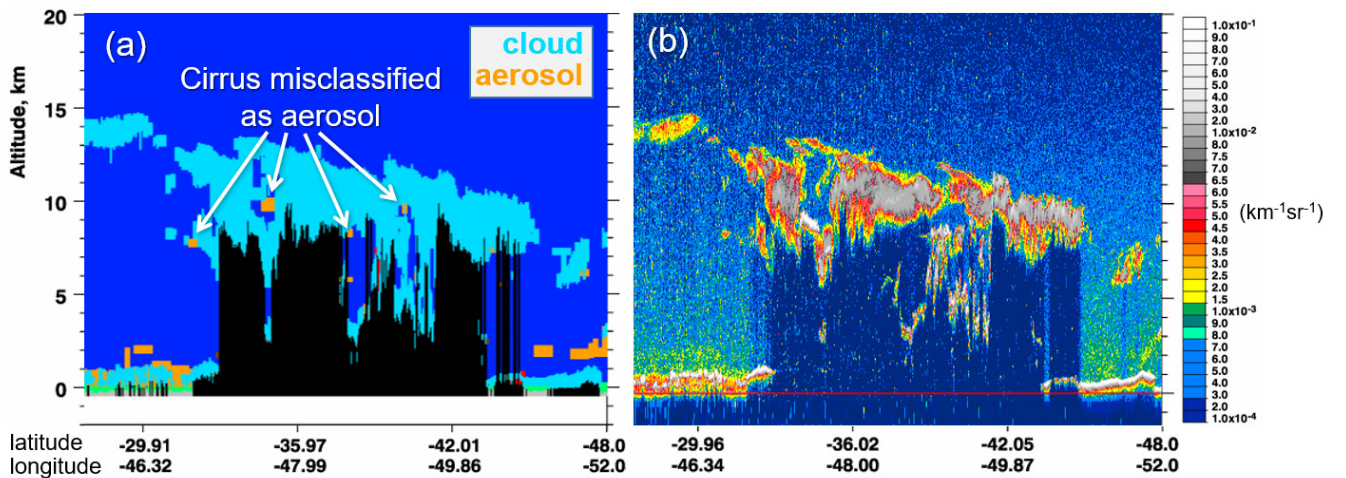 (a)
cloud
aerosol
Cirrus misclassified
as aerosol
Altitude, km
20
15
10
5
0
latitude -29.91 -35.97 -42.01 -48.0
longitude -46.32 -47.99 -49.86 -52.0
(b)
-29.96 -36.02 -42.05 -48.0
-46.34 -48.00 -49.87 -52.0
1.0x10-1
9.0
8.0
7.0
6.0
5.0
4.0
3.0
2.0
1.0x10-2
8.0
7.5
7.0
6.5
6.0
5.5
5.0
4.5
4.0
3.5
3.0
2.5
2.0
1.5
1.0x10-3
9.0
8.0
7.0
6.0
5.0
4.0
3.0
2.0
1.0x10-4
(km-1sr-1)